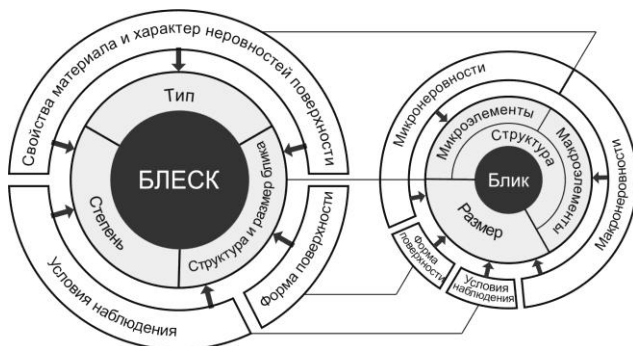 Свойства материала и характер неровностей поверхности
Тип
БЛЕСК
Степень
Структура и размер блика
Условия наблюдения
Форма поверхности
Микронеровности
Микроэлементы
Структура
Макроэлементы
Блик
Размер
Макронеровности
Форма
поверхности
Условия
наблюдения